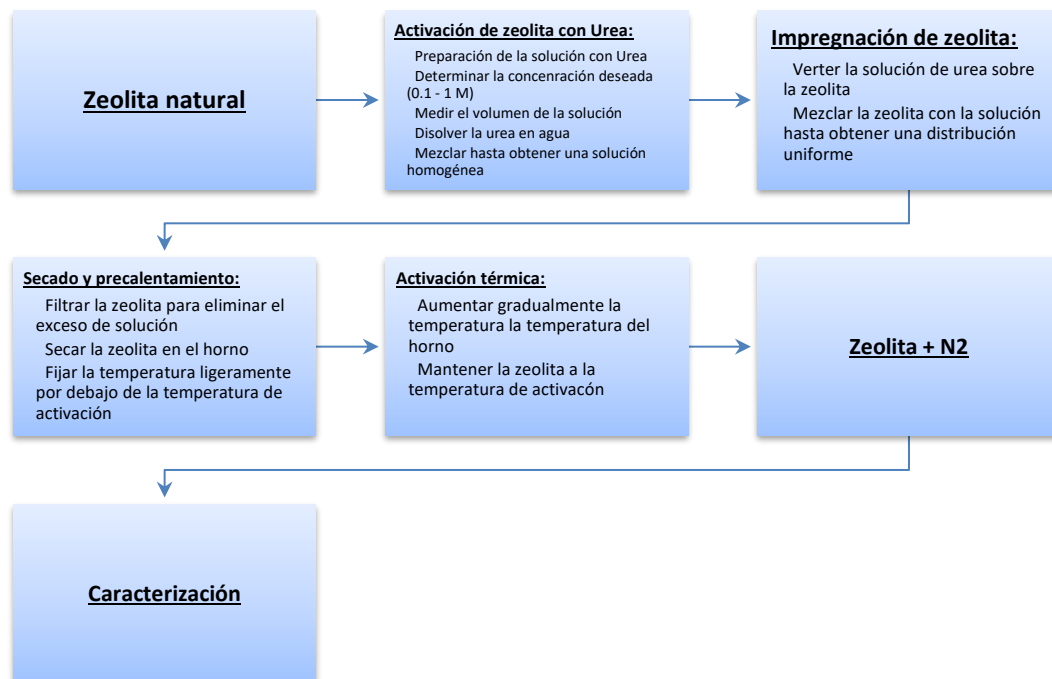 Zeolita natural
Activación de zeolita con Urea:
Preparación de la solución con Urea
Determinar la concenración deseada
(0.1 - 1 M)
Medir el volumen de la solución
Disolver la urea en agua
Mezclar hasta obtener una solución
homogénea
Impregnación de zeolita:
Verter la solución de urea sobre
la zeolita
Mezclar la zeolita con la solución
hasta obtener una distribución
uniforme
Secado y precalentamiento:
Filtrar la zeolita para eliminar el
exceso de solución
Secar la zeolita en el horno
Fijar la temperatura ligeramente
por debajo de la temperatura de
activación
Activación térmica:
Aumentar gradualmente la
temperatura la temperatura del
horno
Mantener la zeolita a la
temperatura de activacón
Zeolita + N2
Caracterización